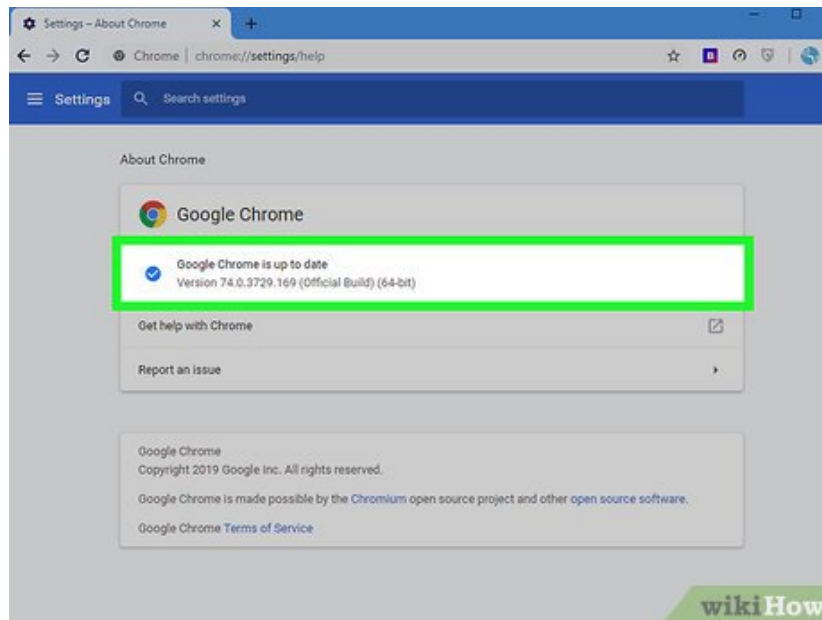 Settings – About Chrome
Chrome | chrome://settings/help
Settings
Search settings
About Chrome
Google Chrome
Google Chrome is up to date
Version 74.0.3729.169 (Official Build) (64-bit)
Get help with Chrome
Report an issue
Google Chrome
Copyright 2019 Google Inc. All rights reserved.
Google Chrome is made possible by the Chromium open source project and other open source software.
Google Chrome Terms of Service
wikiHow